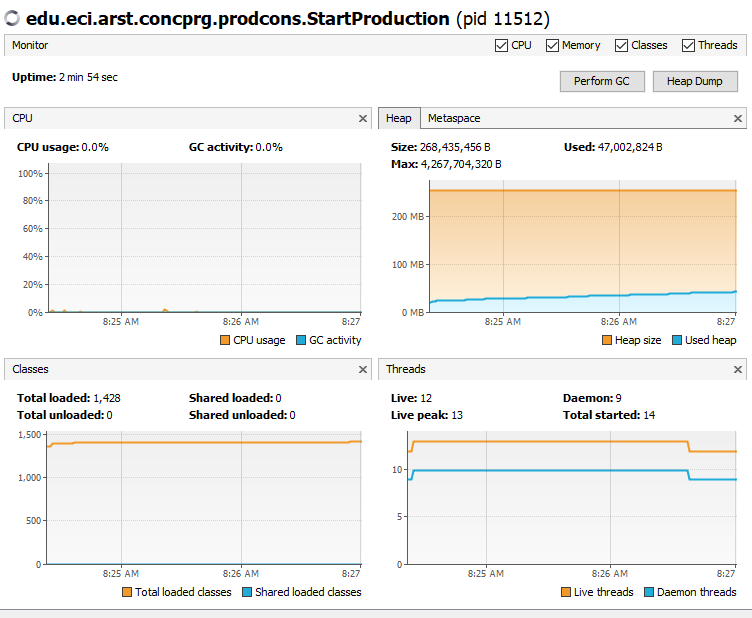 edu.eci.arst.concprg.prodcons.StartProduction (pid 11512)
Monitor
CPU Memory Classes Threads
Uptime: 2 min 54 sec
Perform GC Heap Dump
CPU
CPU usage: 0.0% GC activity: 0.0%
100%
80%
60%
40%
20%
0%
8:25 AM 8:26 AM 8:27
CPU usage GC activity
Heap Metaspace
Size: 268,435,456 B Used: 47,002,824 B
Max: 4,267,704,320 B
200 MB
100 MB
0 MB
8:25 AM 8:26 AM 8:27
Heap size Used heap
Classes
Total loaded: 1,428 Shared loaded: 0
Total unloaded: 0 Shared unloaded: 0
1,500
1,000
500
0
8:25 AM 8:26 AM 8:27
Total loaded classes Shared loaded classes
Threads
Live: 12 Daemon: 9
Live peak: 13 Total started: 14
10
5
0
8:25 AM 8:26 AM 8:27
Live threads Daemon threads